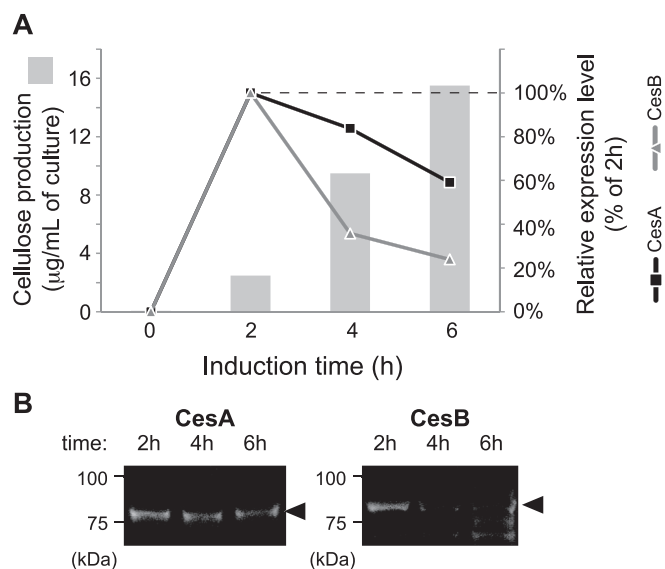 A
Cellulose production
(μg/mL of culture)
16
12
8
4
0
100%
80%
60%
40%
20%
0%
Relative expression level
(% of 2h)
CesB
CesA
0 2 4 6
Induction time (h)
B
CesA CesB
time: 2h 4h 6h 2h 4h 6h
100 100
75 75
(kDa) (kDa)